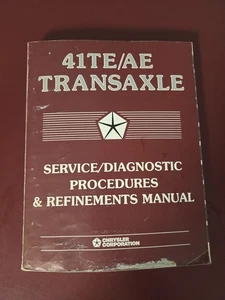 41TE/AE
TRANSAXLE
SERVICE/DIAGNOSTIC
PROCEDURES
& REFINEMENTS MANUAL
CHRYSLER
CORPORATION